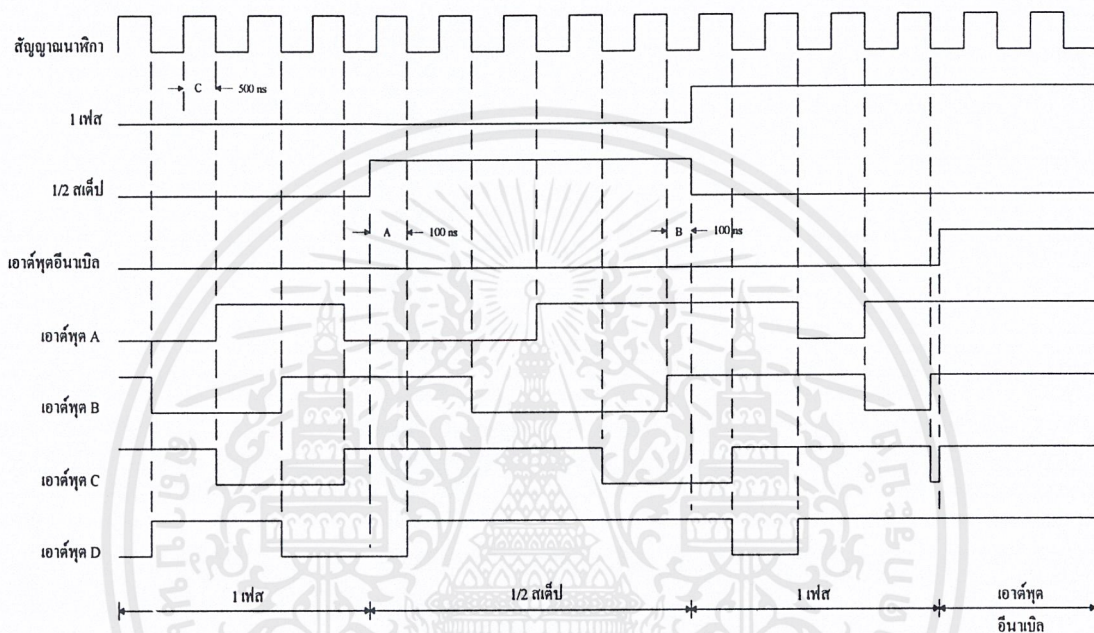 สัญญาณนาฬิกา
C 500 ns
1 เฟส
1/2 สเต็ป
A 100 ns B 100 ns
เอาต์พุตอีนาเบิล
เอาต์พุต A
เอาต์พุต B
เอาต์พุต C
เอาต์พุต D
1 เฟส 1/2 สเต็ป 1 เฟส เอาต์พุต
อีนาเบิล